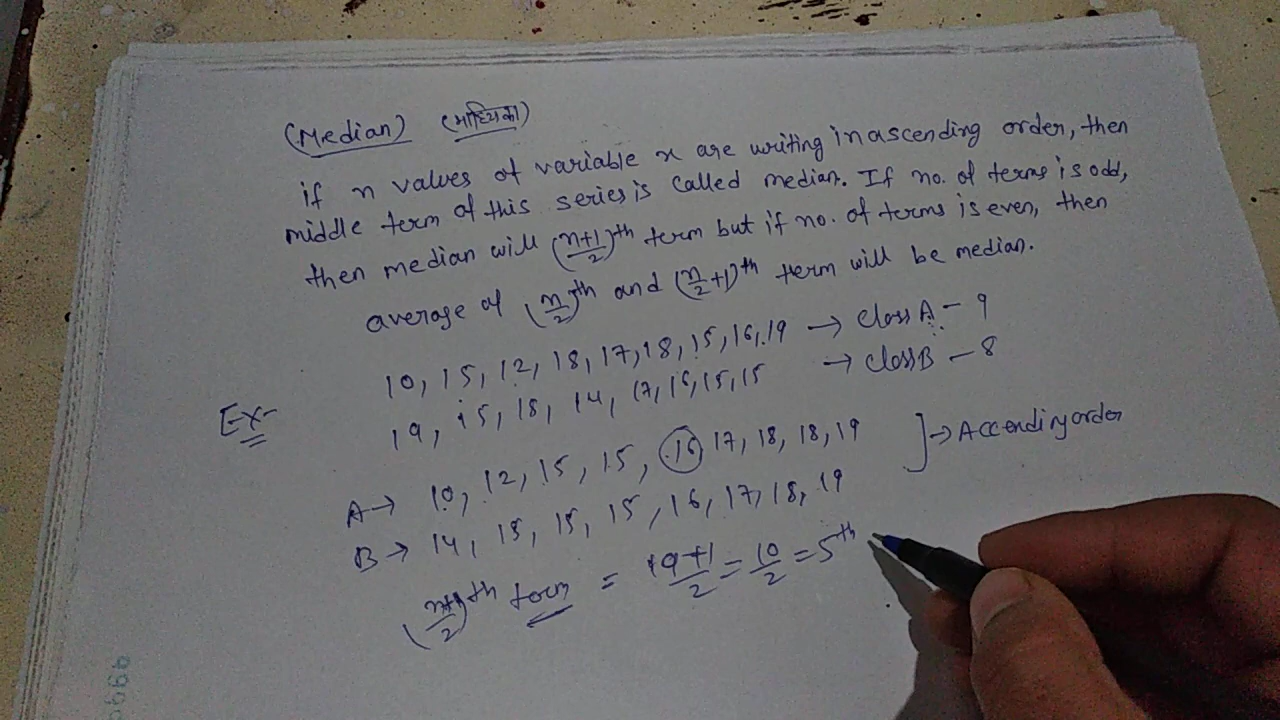 (Median) (माध्यिका)
if n values of variable x are writing in ascending order, then
middle term of this series is called median. If no. of terms is odd,
then median will (n+1/2)th term but if no. of terms is even, then
average of (n/2)th and (n/2+1)th term will be median.
Ex- 10, 15, 12, 18, 17, 18, 15, 16, 19 → Class A - 9
19, 15, 18, 14, 17, 16, 15, 15 → Class B - 8
A → 10, 12, 15, 15, 16 17, 18, 18, 19 ] → Accending order
B → 14, 15, 15, 15, 16, 17, 18, 19
(n+1/2)th term = 9+1/2 = 10/2 = 5th